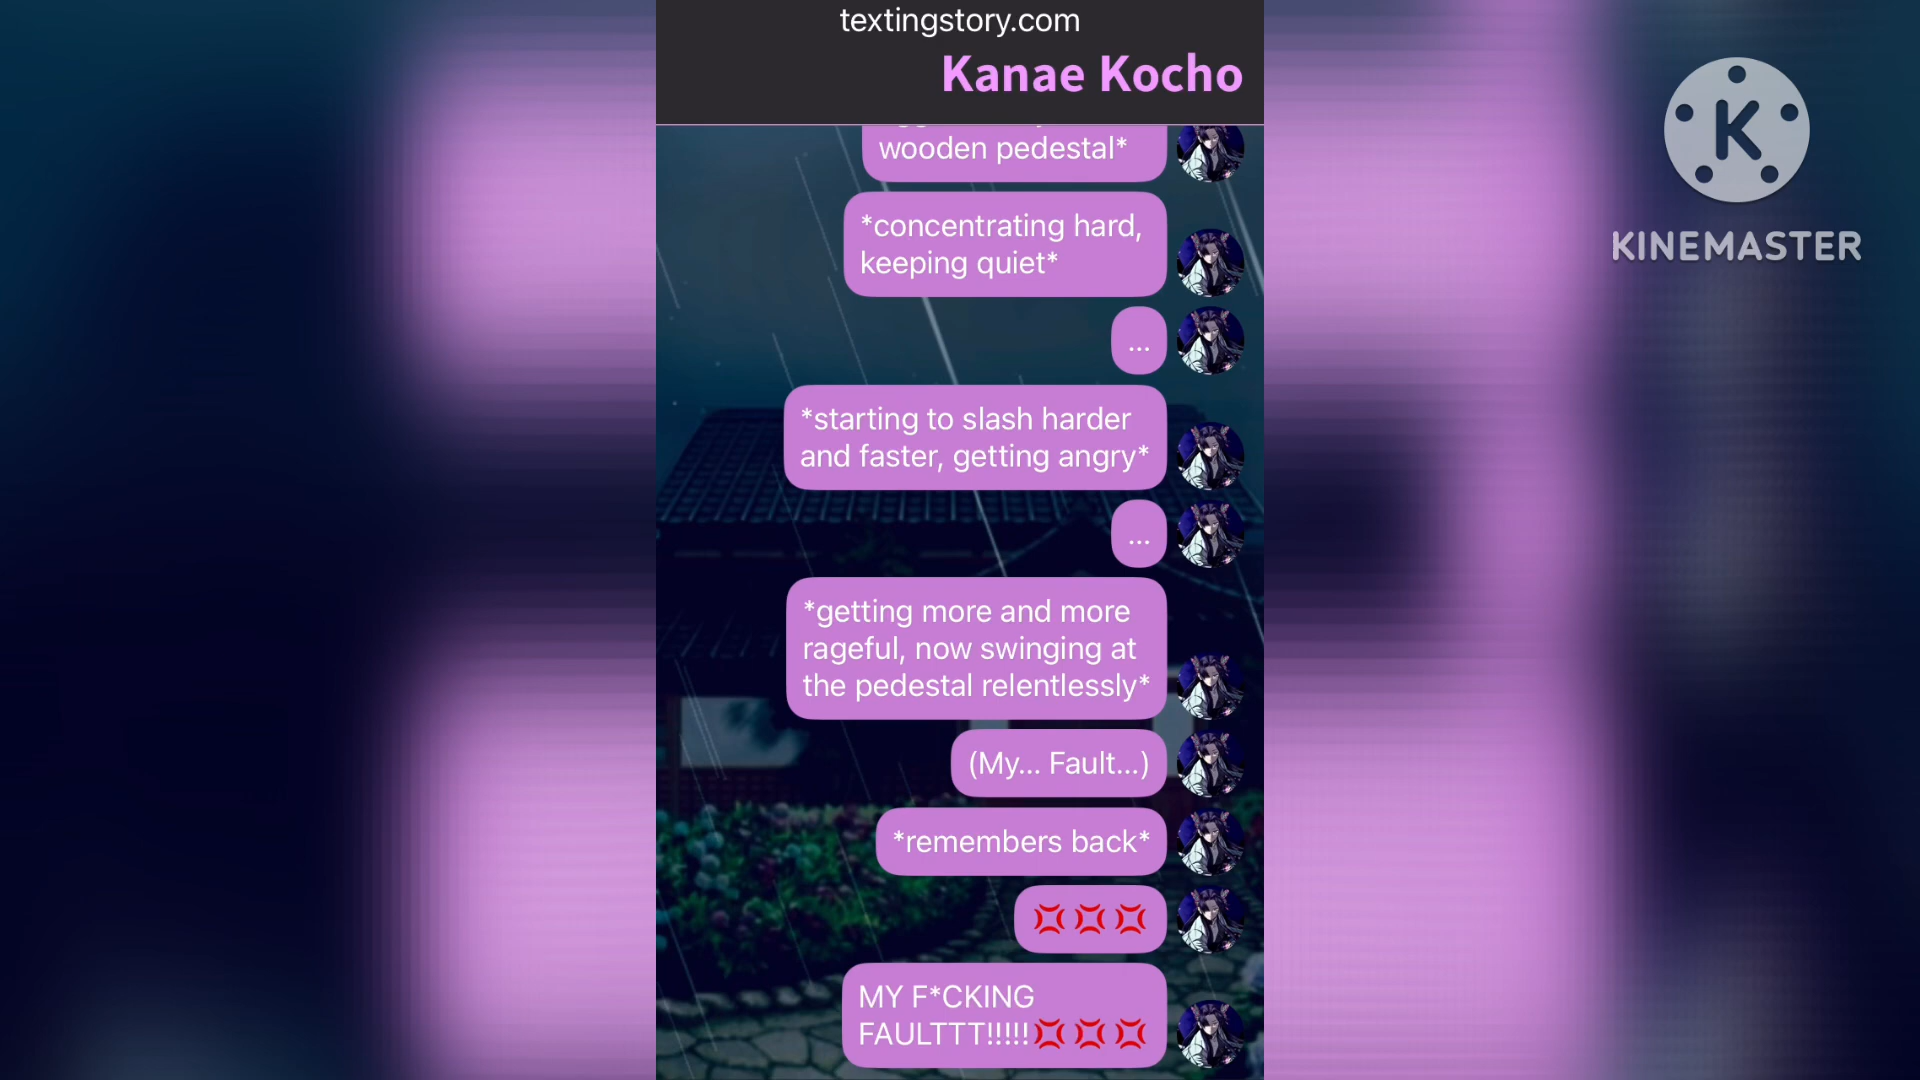 textingstory.com
Kanae Kocho
wooden pedestal*
*concentrating hard,
keeping quiet*
...
*starting to slash harder
and faster, getting angry*
...
*getting more and more
rageful, now swinging at
the pedestal relentlessly*
(My... Fault...)
*remembers back*
MY F*CKING
FAULTTT!!!!!
K
KINEMASTER